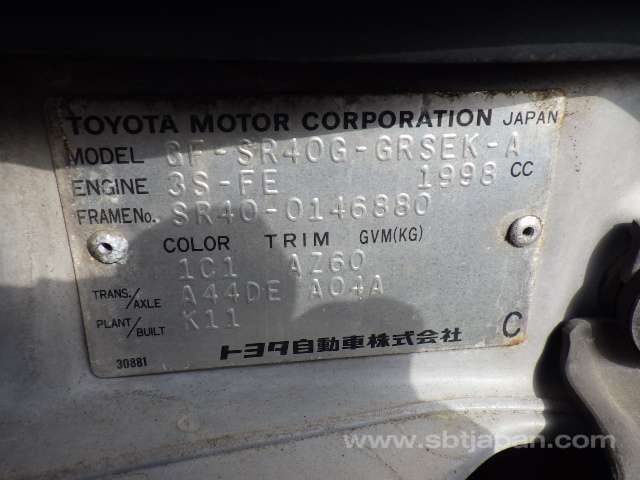 TOYOTA MOTOR CORPORATION JAPAN
MODEL GF-SR40G-GRSEK-A
ENGINE 3S-FE 1998 CC
FRAME No. SR40-0146880
COLOR TRIM GVM(KG)
1C1 AZ60
TRANS./AXLE A44DE A04A
PLANT/BUILT K11
トヨタ自動車株式会社 C
30881
www.sbtjapan.com